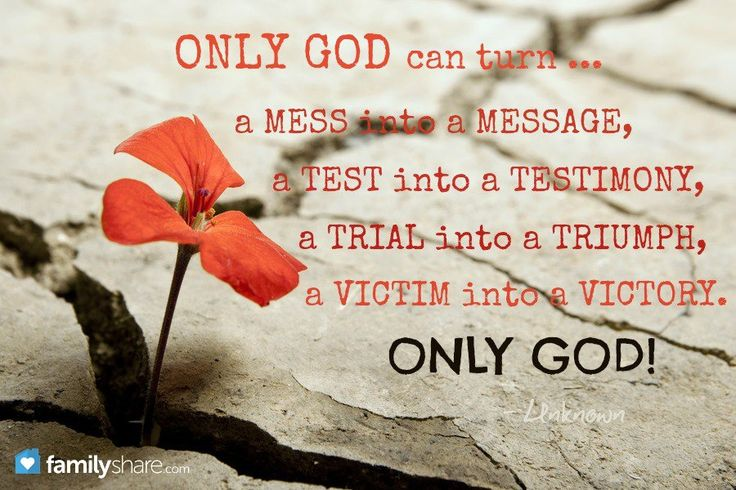 ONLY GOD can turn ...
a MESS into a MESSAGE,
a TEST into a TESTIMONY,
a TRIAL into a TRIUMPH,
a VICTIM into a VICTORY.
ONLY GOD!
- Unknown
familyshare.com